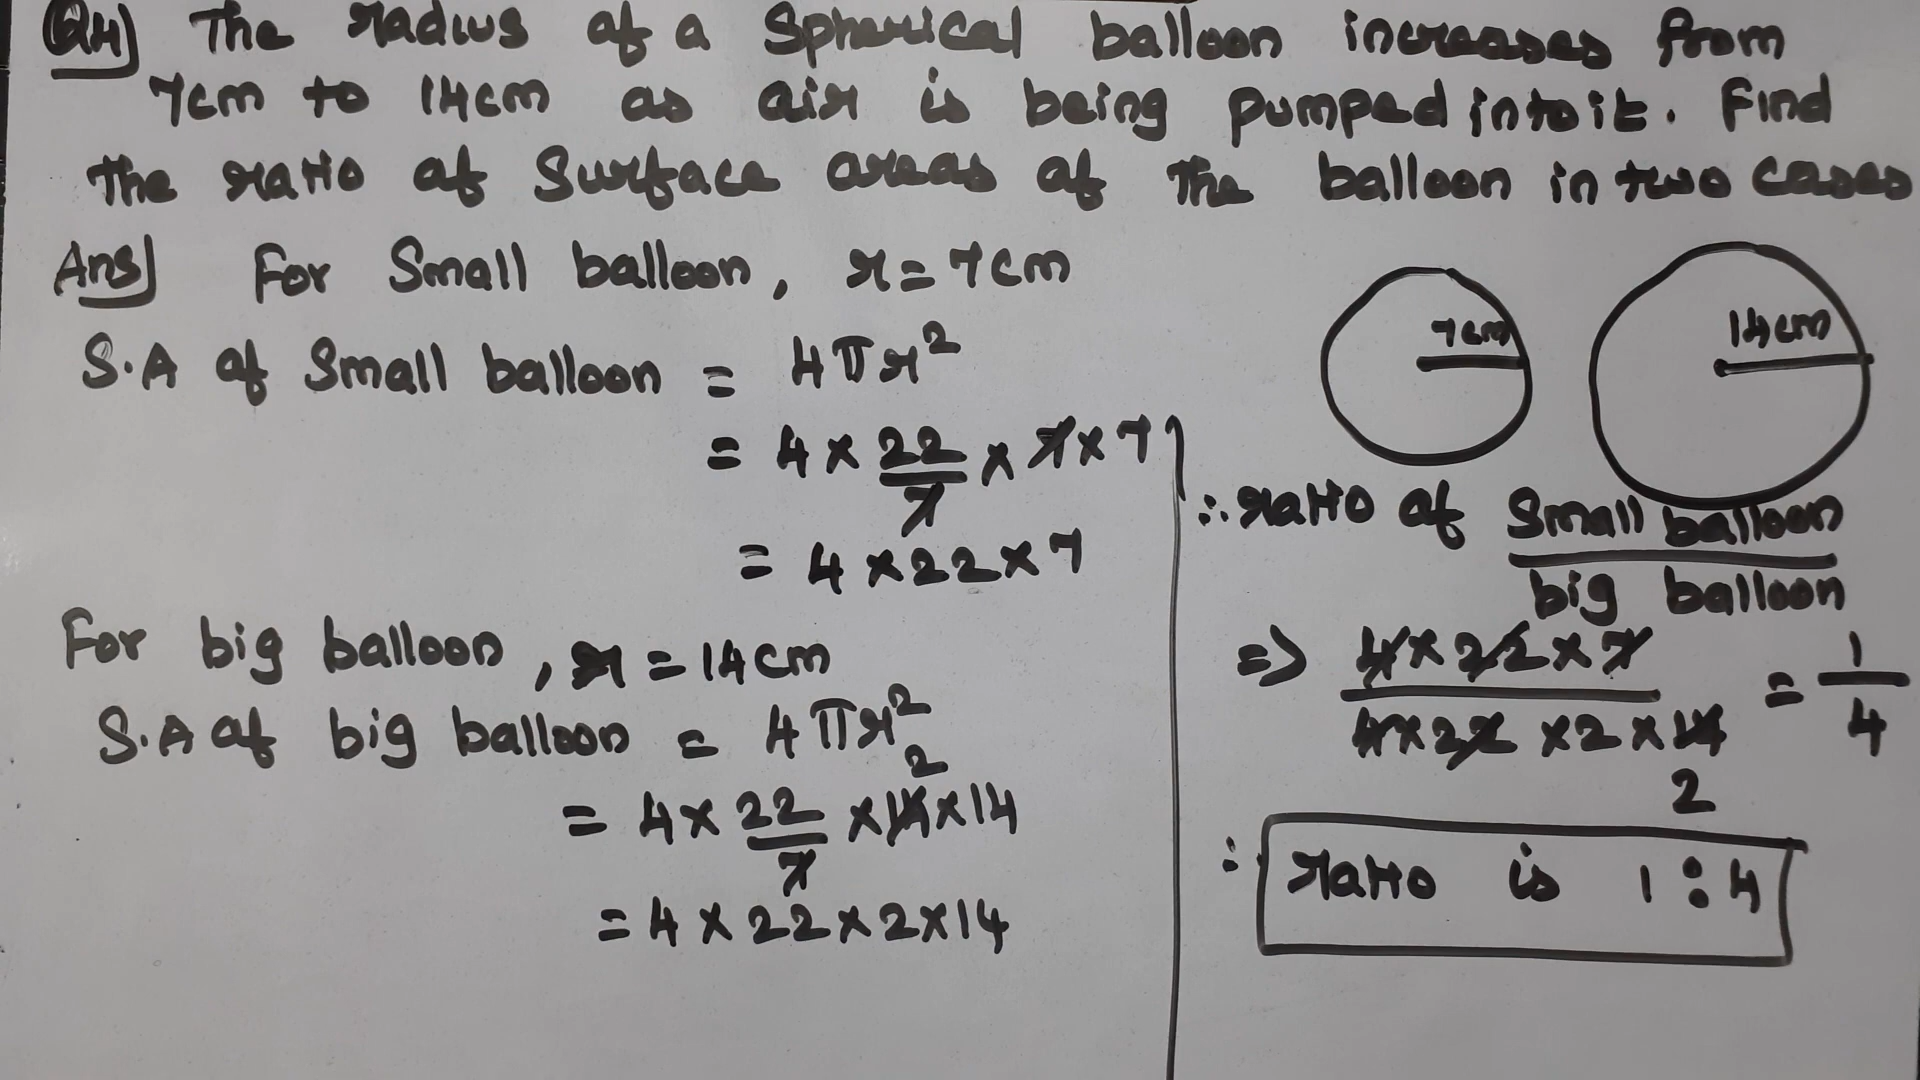 Q4) The radius of a Spherical balloon increases from
7cm to 14cm as air is being pumped into it. Find
the ratio of Surface areas of the balloon in two cases
Ans] For Small balloon, r = 7cm
S.A of Small balloon = 4πr²
= 4 × 22/7 × 7 × 7
= 4 × 22 × 7
For big balloon, r = 14cm
S.A of big balloon = 4πr²
2
= 4 × 22/7 × 14 × 14
= 4 × 22 × 2 × 14
7cm
14cm
∴ ratio of Small balloon
big balloon
=> 4 × 22 × 7 / 4 × 22 × 2 × 14 = 1/4
2
∴ ratio is 1:4